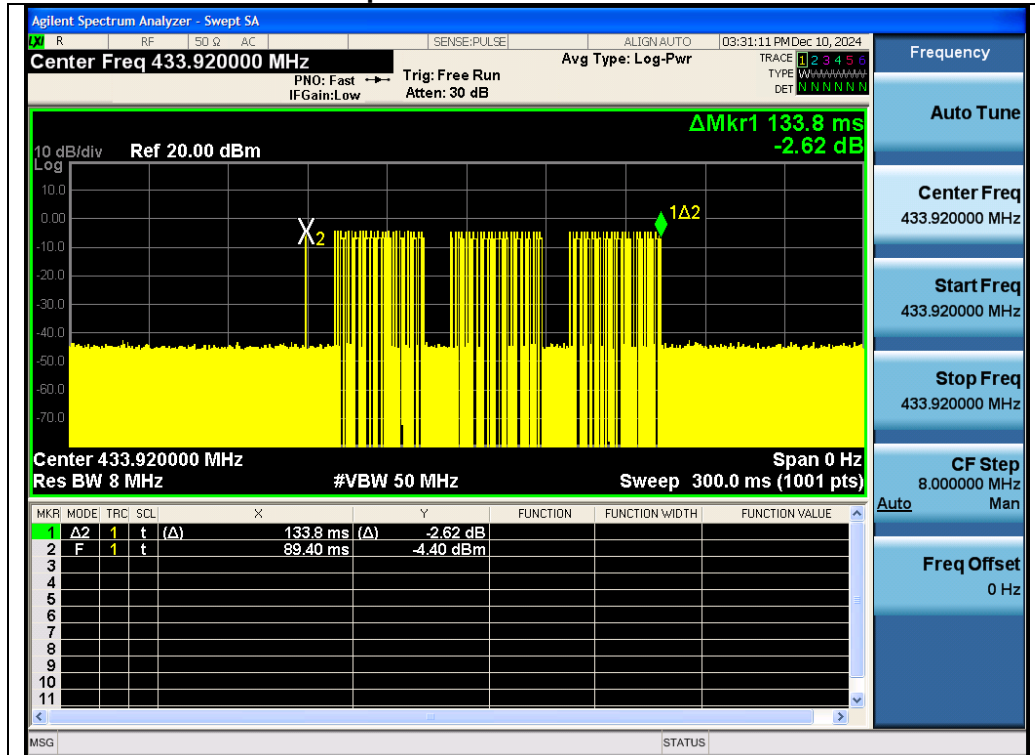 Agilent Spectrum Analyzer - Swept SA
LXI R RF 50 Ω AC SENSE:PULSE ALIGN AUTO 03:31:11 PM Dec 10, 2024
Center Freq 433.920000 MHz
PNO: Fast
IFGain:Low
Trig: Free Run
Atten: 30 dB
Avg Type: Log-Pwr
TRACE 1 2 3 4 5 6
TYPE WWWWWW
DET N N N N N N
ΔMkr1 133.8 ms
-2.62 dB
10 dB/div Ref 20.00 dBm
Log
10.0
0.00
-10.0
-20.0
-30.0
-40.0
-50.0
-60.0
-70.0
X2
1Δ2
Center 433.920000 MHz Span 0 Hz
Res BW 8 MHz #VBW 50 MHz Sweep 300.0 ms (1001 pts)
MKR MODE TRC SCL X Y FUNCTION FUNCTION WIDTH FUNCTION VALUE
1 Δ2 1 t (Δ) 133.8 ms (Δ) -2.62 dB
2 F 1 t 89.40 ms -4.40 dBm
3
4
5
6
7
8
9
10
11
MSG STATUS
Frequency
Auto Tune
Center Freq
433.920000 MHz
Start Freq
433.920000 MHz
Stop Freq
433.920000 MHz
CF Step
8.000000 MHz
Auto Man
Freq Offset
0 Hz